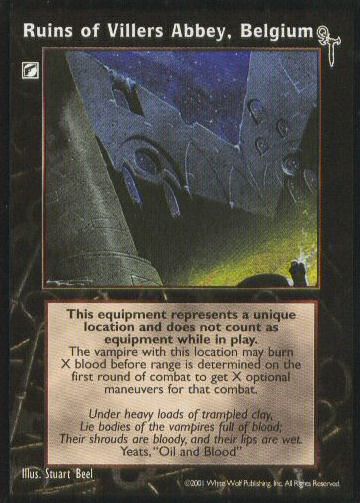 Ruins of Villers Abbey, Belgium
This equipment represents a unique
location and does not count as
equipment while in play.
The vampire with this location may burn
X blood before range is determined on the
first round of combat to get X optional
maneuvers for that combat.
Under heavy loads of trampled clay,
Lie bodies of the vampires full of blood;
Their shrouds are bloody, and their lips are wet.
Yeats, "Oil and Blood"
Illus. Stuart Beel
©2001 White Wolf Publishing, Inc. All Rights Reserved.